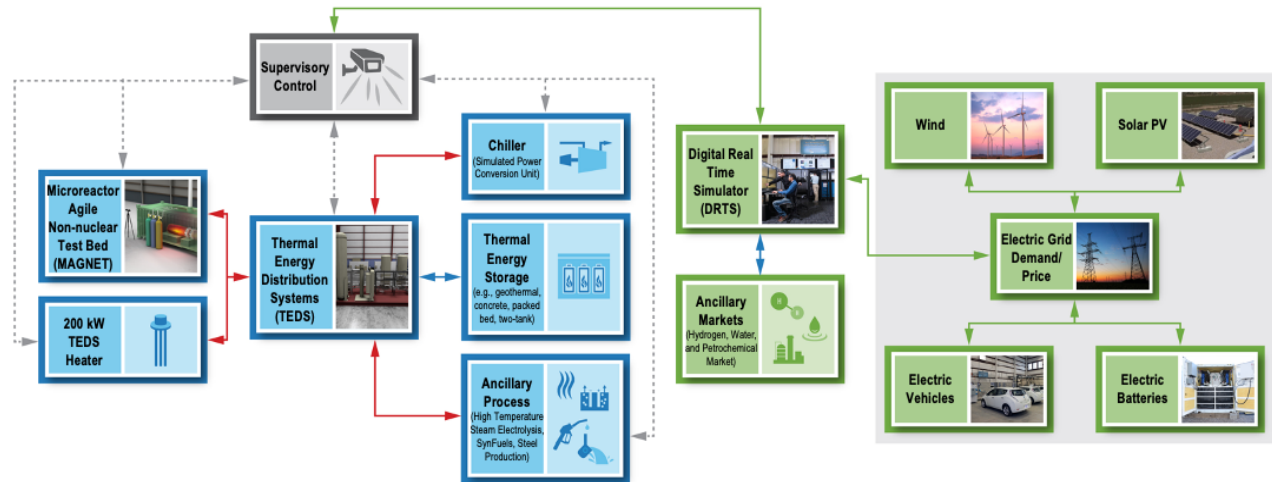 Supervisory
Control
Microreactor
Agile
Non-nuclear
Test Bed
(MAGNET)
200 kW
TEDS
Heater
Thermal
Energy
Distribution
Systems
(TEDS)
Chiller
(Simulated Power
Conversion Unit)
Thermal
Energy
Storage
(e.g., geothermal,
concrete, packed
bed, two-tank)
Ancillary
Process
(High Temperature
Steam Electrolysis,
SynFuels, Steel
Production)
Digital Real
Time
Simulator
(DRTS)
Ancillary
Markets
(Hydrogen, Water,
and Petrochemical
Market)
Wind
Solar PV
Electric Grid
Demand/
Price
Electric
Vehicles
Electric
Batteries